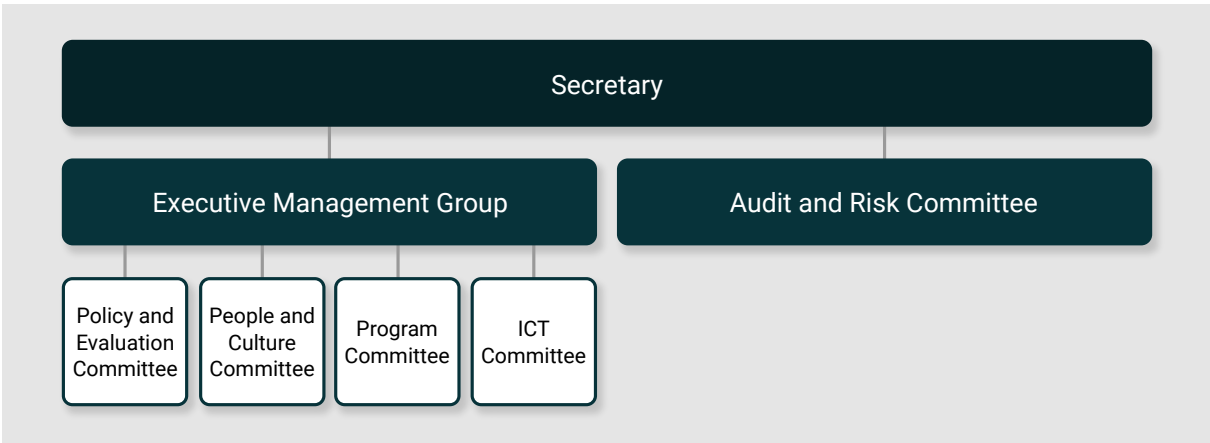 Secretary
Executive Management Group
Audit and Risk Committee
Policy and
Evaluation
Committee
People and
Culture
Committee
Program
Committee
ICT
Committee